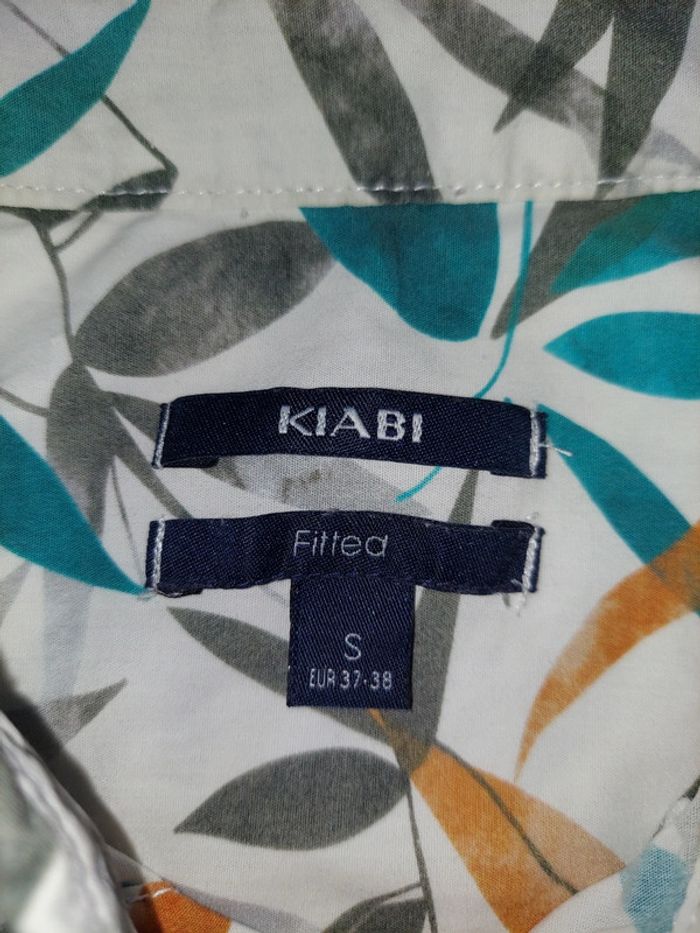 KIABI
Fitted
S
EUR 37-38